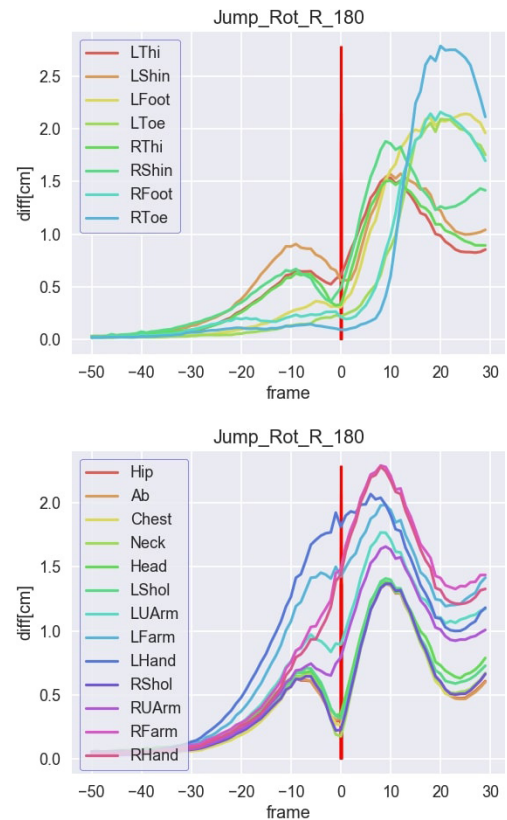 Jump_Rot_R_180
LThi
LShin
LFoot
LToe
RThi
RShin
RFoot
RToe
diff[cm]
2.5
2.0
1.5
1.0
0.5
0.0
−50 −40 −30 −20 −10 0 10 20 30
frame
Jump_Rot_R_180
Hip
Ab
Chest
Neck
Head
LShol
LUArm
LFarm
LHand
RShol
RUArm
RFarm
RHand
diff[cm]
2.0
1.5
1.0
0.5
0.0
−50 −40 −30 −20 −10 0 10 20 30
frame